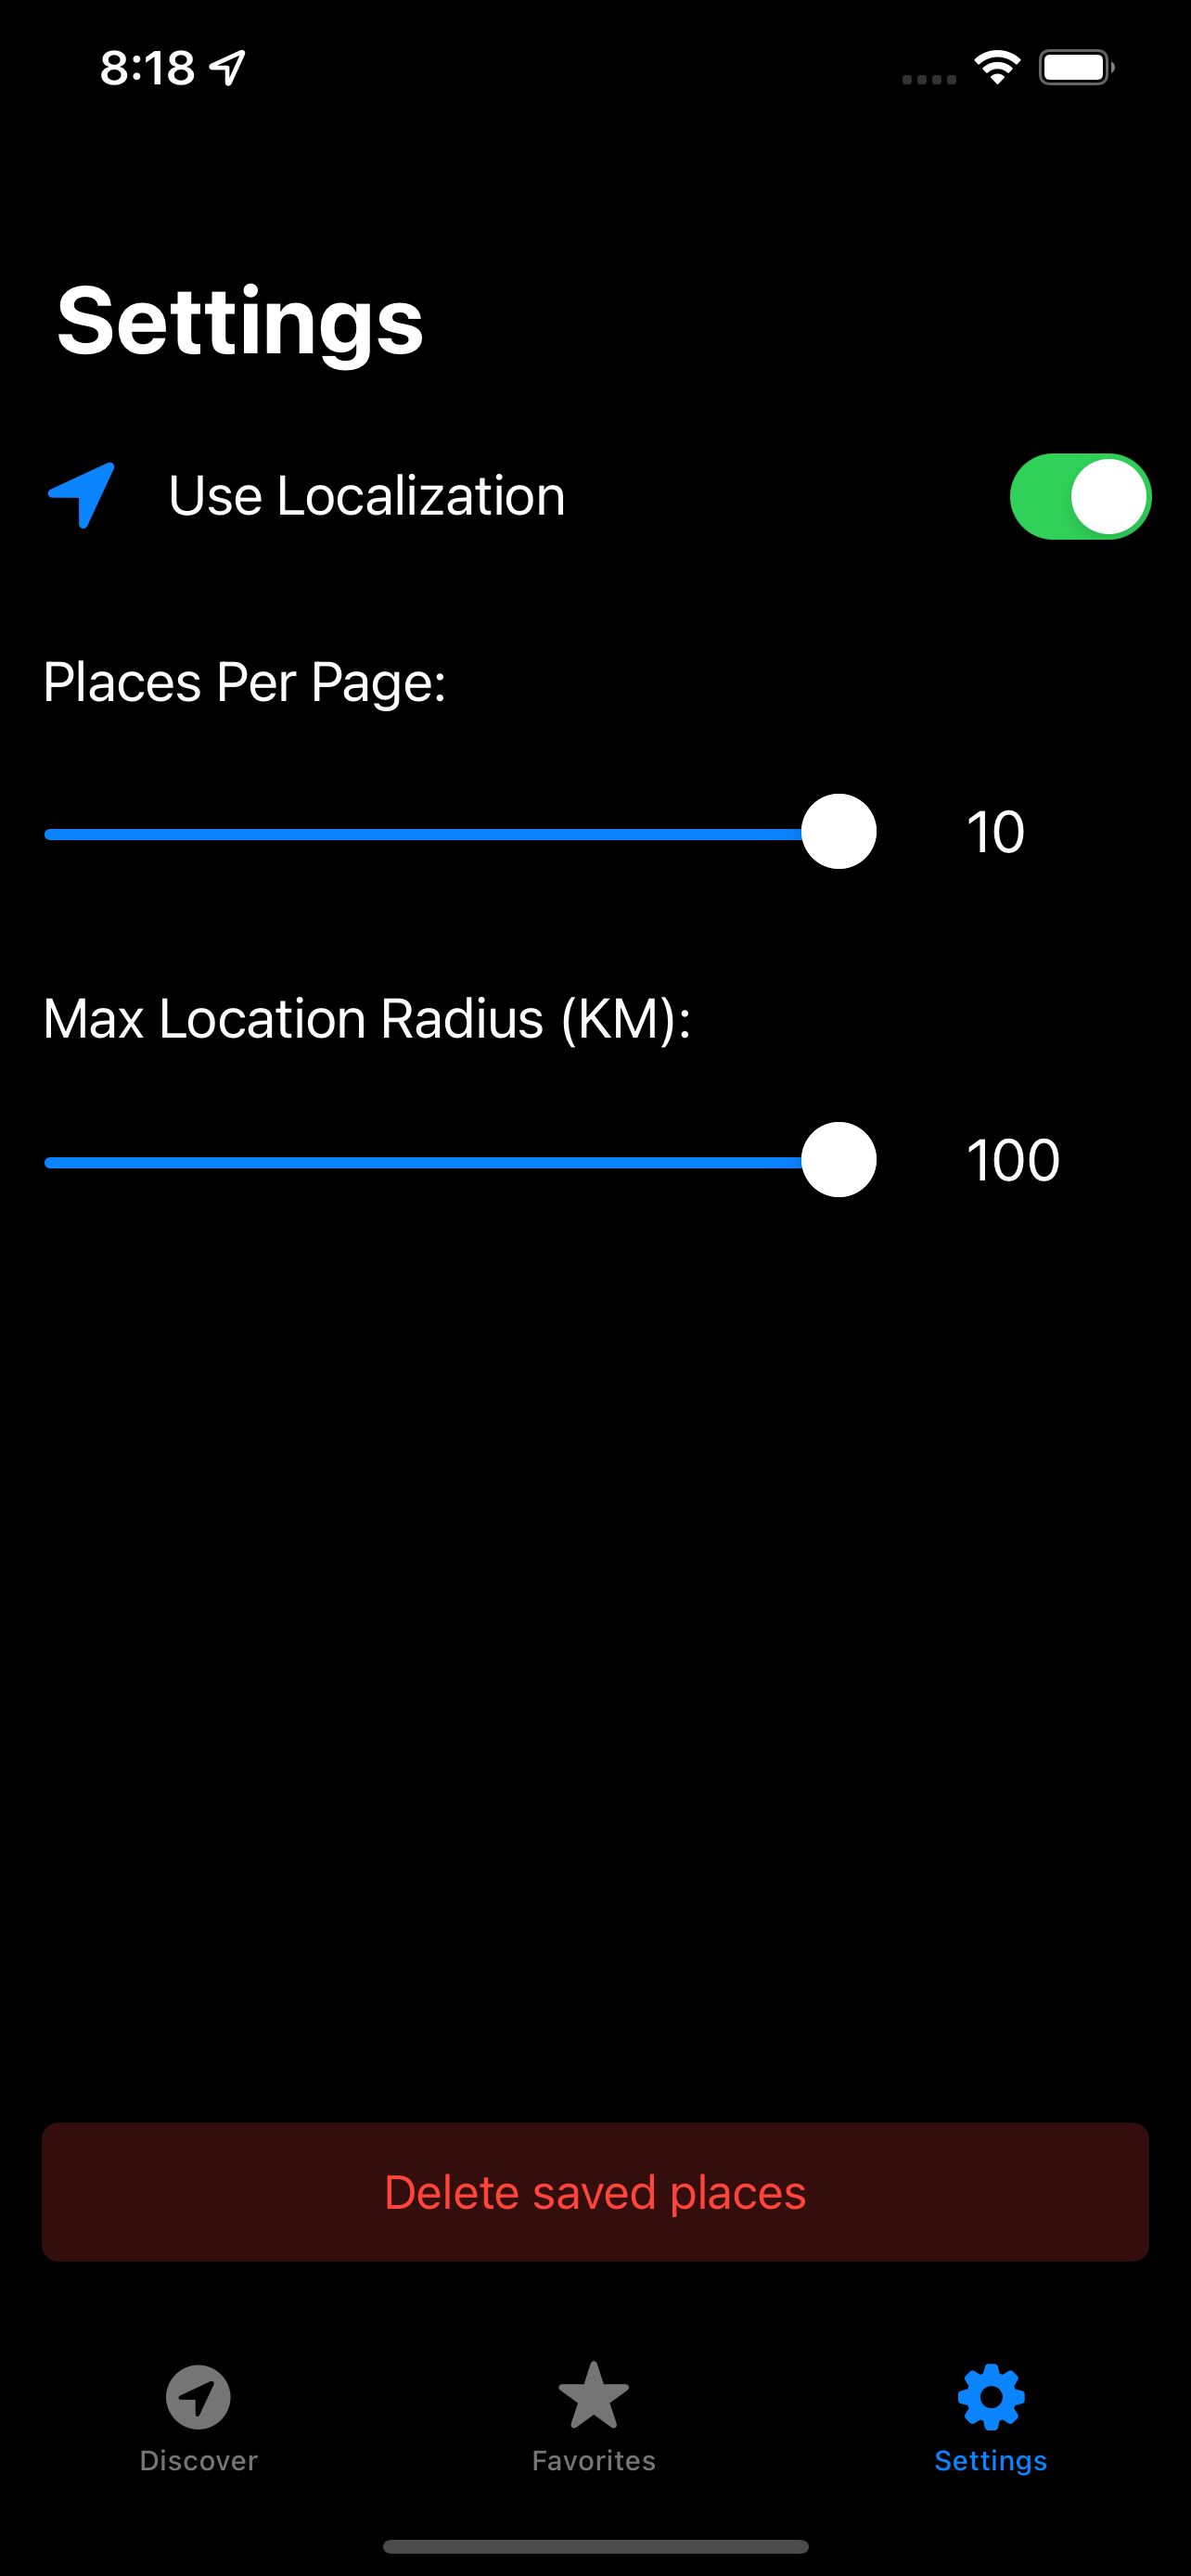 8:18
Settings
Use Localization
Places Per Page:
10
Max Location Radius (KM):
100
Delete saved places
Discover
Favorites
Settings